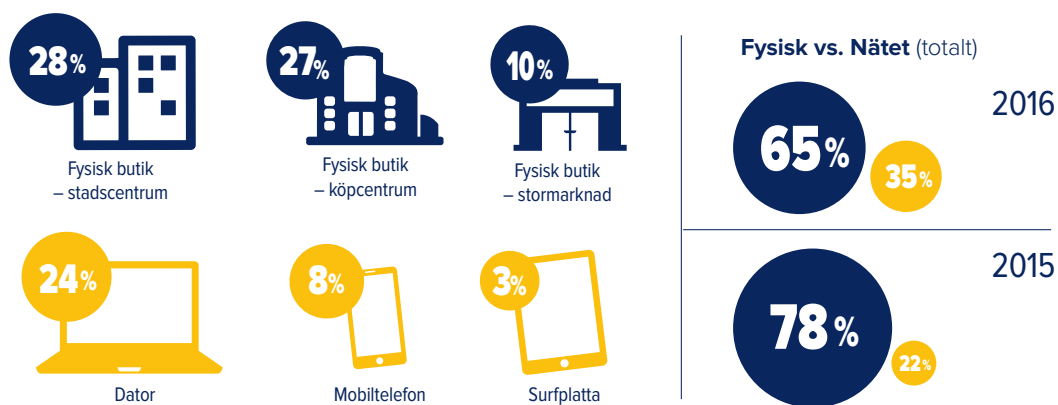 28%
Fysisk butik
– stadscentrum
27%
Fysisk butik
– köpcentrum
10%
Fysisk butik
– stormarknad
24%
Dator
8%
Mobiltelefon
3%
Surfplatta
Fysisk vs. Nätet (totalt)
2016
65%
35%
2015
78%
22%